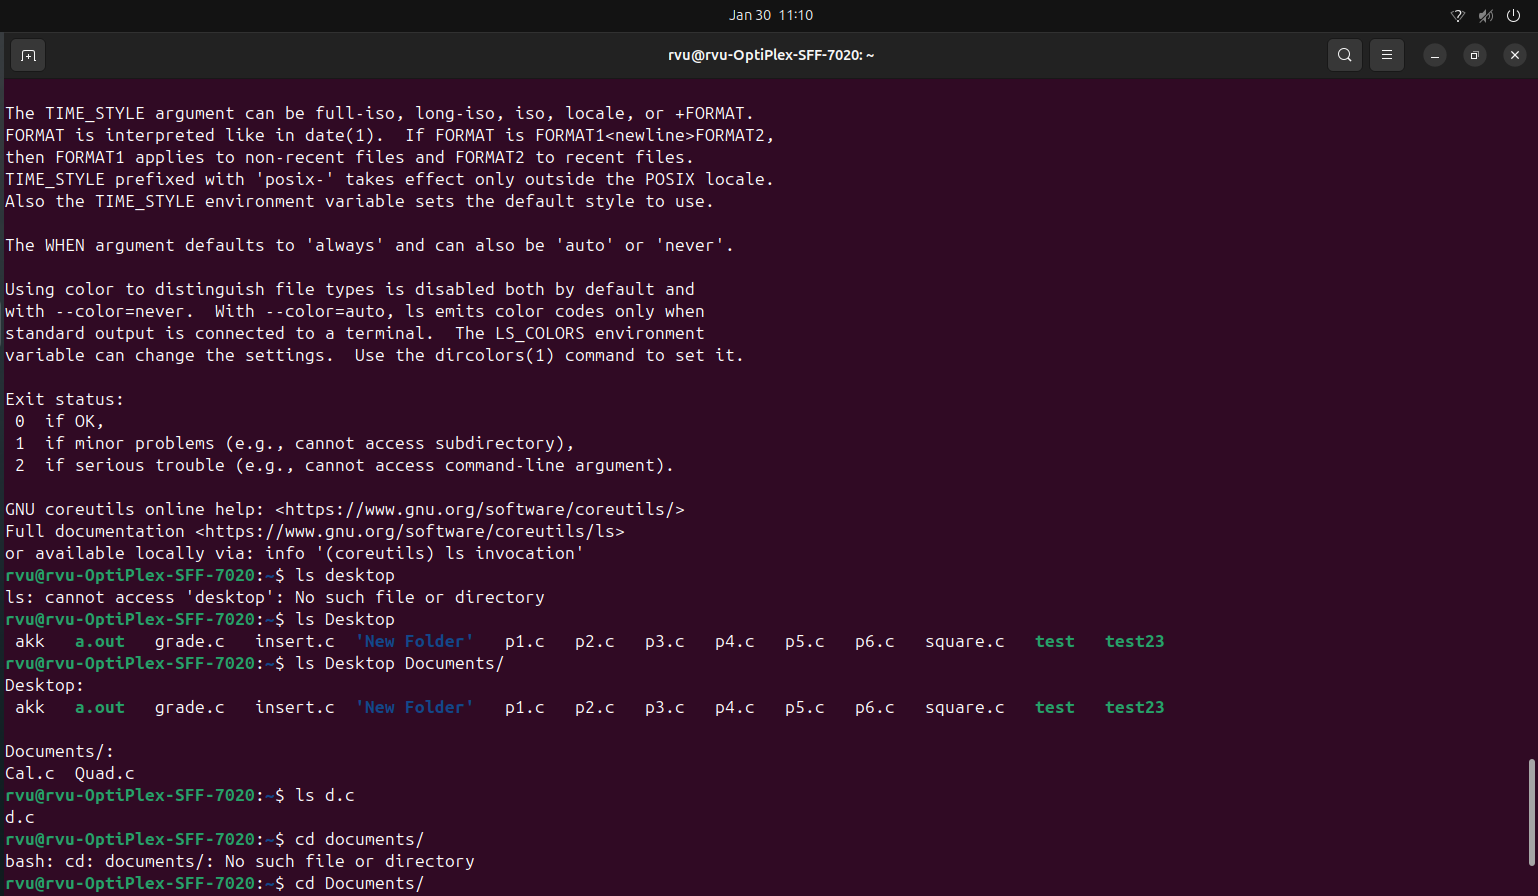 Jan 30  11:10
rvu@rvu-OptiPlex-SFF-7020: ~
The TIME_STYLE argument can be full-iso, long-iso, iso, locale, or +FORMAT.
FORMAT is interpreted like in date(1).  If FORMAT is FORMAT1<newline>FORMAT2,
then FORMAT1 applies to non-recent files and FORMAT2 to recent files.
TIME_STYLE prefixed with 'posix-' takes effect only outside the POSIX locale.
Also the TIME_STYLE environment variable sets the default style to use.
The WHEN argument defaults to 'always' and can also be 'auto' or 'never'.
Using color to distinguish file types is disabled both by default and
with --color=never.  With --color=auto, ls emits color codes only when
standard output is connected to a terminal.  The LS_COLORS environment
variable can change the settings.  Use the dircolors(1) command to set it.
Exit status:
 0  if OK,
 1  if minor problems (e.g., cannot access subdirectory),
 2  if serious trouble (e.g., cannot access command-line argument).
GNU coreutils online help: <https://www.gnu.org/software/coreutils/>
Full documentation <https://www.gnu.org/software/coreutils/ls>
or available locally via: info '(coreutils) ls invocation'
rvu@rvu-OptiPlex-SFF-7020:~$ ls desktop
ls: cannot access 'desktop': No such file or directory
rvu@rvu-OptiPlex-SFF-7020:~$ ls Desktop
 akk   a.out   grade.c   insert.c  'New Folder'   p1.c   p2.c   p3.c   p4.c   p5.c   p6.c   square.c   test   test23
rvu@rvu-OptiPlex-SFF-7020:~$ ls Desktop Documents/
Desktop:
 akk   a.out   grade.c   insert.c  'New Folder'   p1.c   p2.c   p3.c   p4.c   p5.c   p6.c   square.c   test   test23
Documents/:
Cal.c  Quad.c
rvu@rvu-OptiPlex-SFF-7020:~$ ls d.c
d.c
rvu@rvu-OptiPlex-SFF-7020:~$ cd documents/
bash: cd: documents/: No such file or directory
rvu@rvu-OptiPlex-SFF-7020:~$ cd Documents/